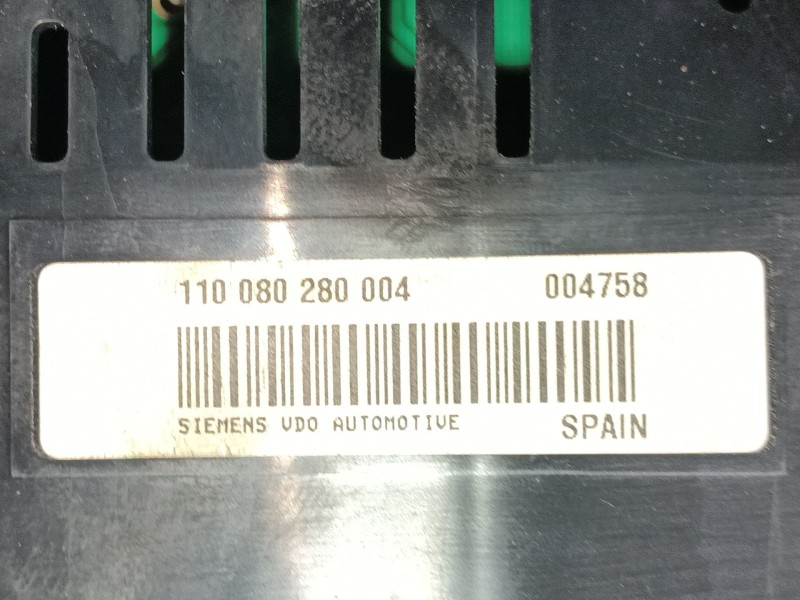 110 080 280 004 004758
SIEMENS VDO AUTOMOTIVE SPAIN